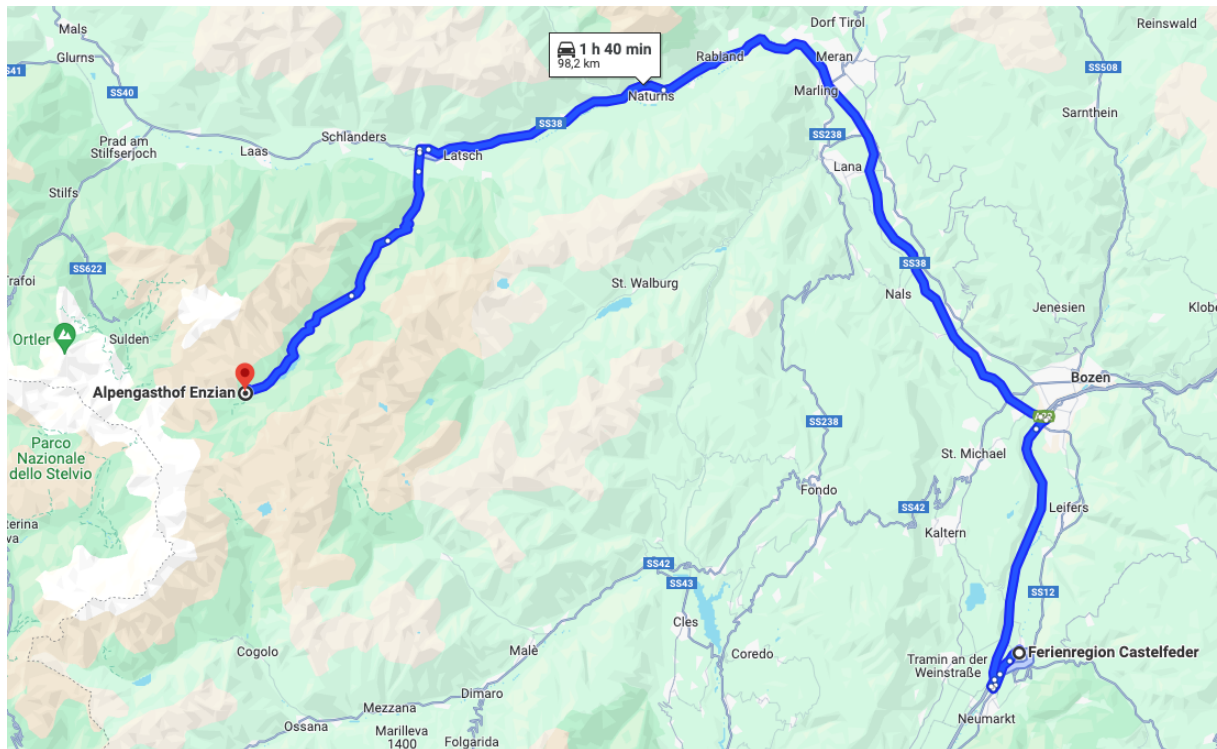 Mals
Glurns
S41
SS40
Prad am
Stilfserjoch
Schlanders
Laas
Latsch
Stilfs
SS622
Trafoi
Ortler
Sulden
Alpengasthof Enzian
Parco
Nazionale
dello Stelvio
Cogolo
Ossana
Mezzana
Marilleva
1400
Dimaro
Folgarida
Malè
1 h 40 min
98,2 km
Naturns
Rabland
SS38
Dorf Tirol
Meran
Marling
SS238
Lana
Reinswald
SS508
Sarnthein
St. Walburg
SS38
Nals
Jenesien
Klobe
Bozen
St. Michael
SS238
Fondo
SS42
Kaltern
Leifers
SS42
SS43
Cles
Coredo
SS12
Tramin an der
Weinstraße
Ferienregion Castelfeder
Neumarkt